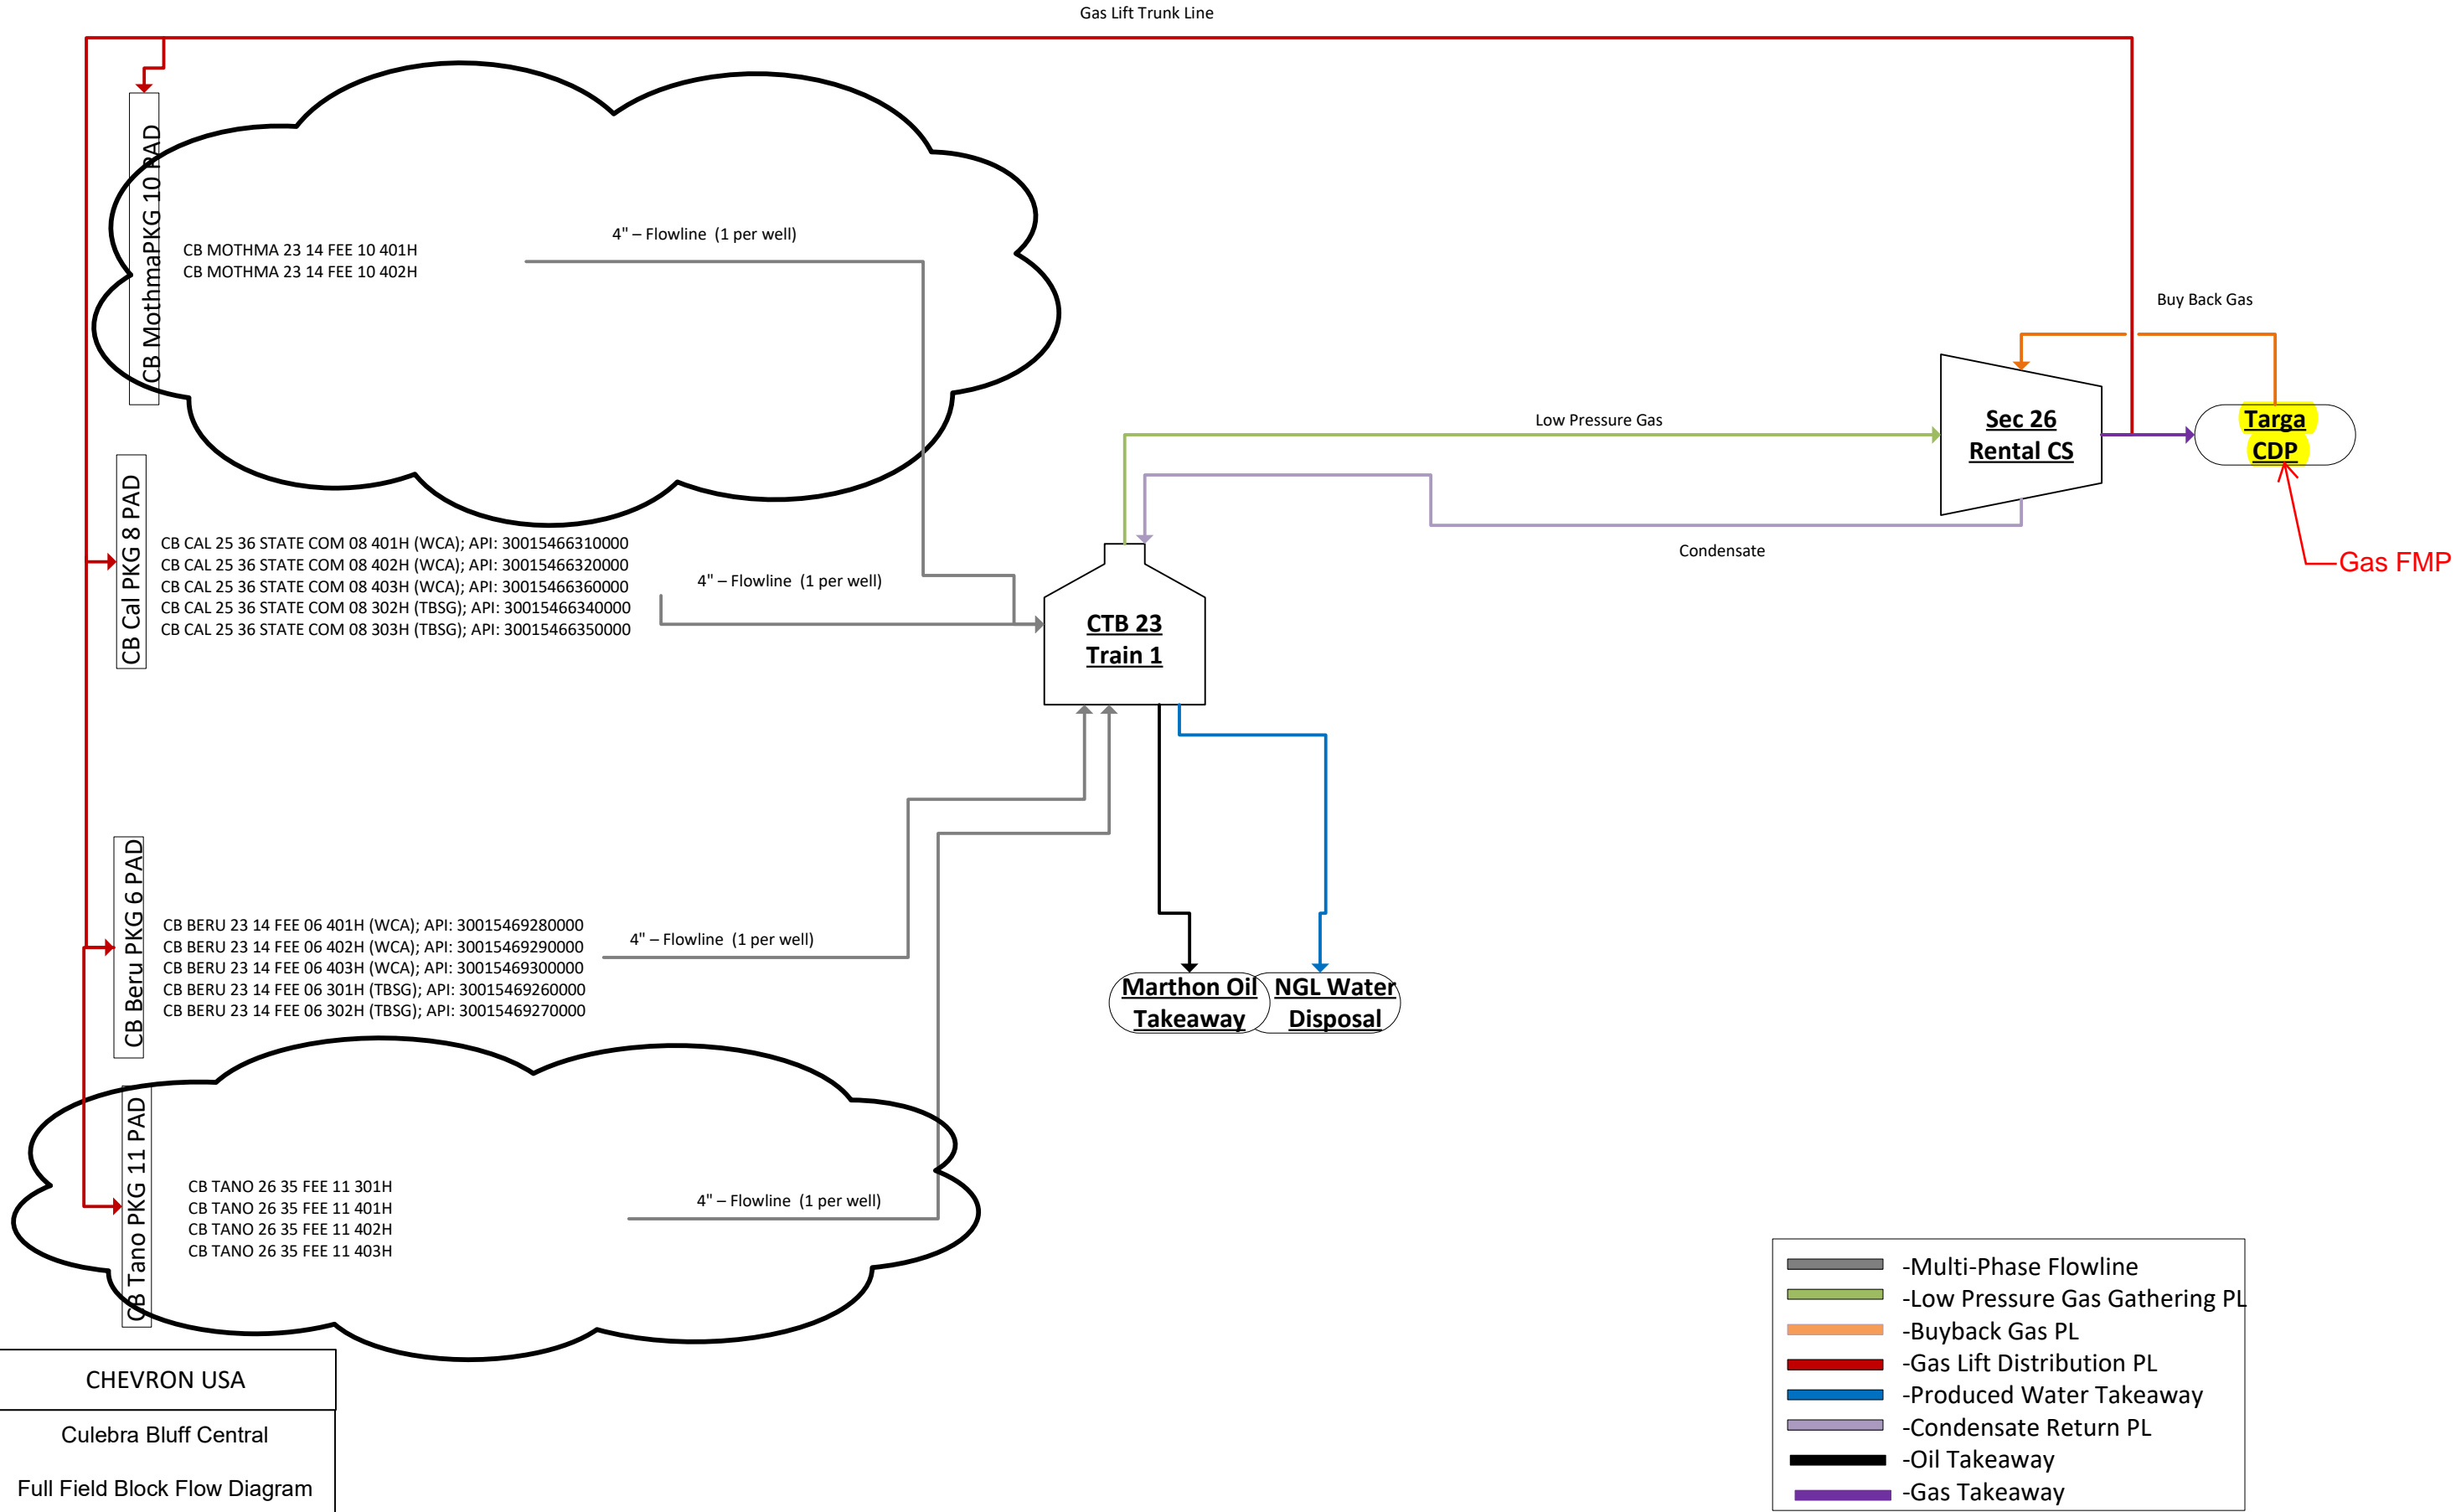 Gas Lift Trunk Line
CB MothmaPKG 10 PAD
CB MOTHMA 23 14 FEE 10 401H
CB MOTHMA 23 14 FEE 10 402H
4" – Flowline (1 per well)
Buy Back Gas
Low Pressure Gas
Sec 26
Rental CS
Targa
CDP
Condensate
Gas FMP
CB Cal PKG 8 PAD
CB CAL 25 36 STATE COM 08 401H (WCA); API: 30015466310000
CB CAL 25 36 STATE COM 08 402H (WCA); API: 30015466320000
CB CAL 25 36 STATE COM 08 403H (WCA); API: 30015466360000
CB CAL 25 36 STATE COM 08 302H (TBSG); API: 30015466340000
CB CAL 25 36 STATE COM 08 303H (TBSG); API: 30015466350000
4" – Flowline (1 per well)
CTB 23
Train 1
CB Beru PKG 6 PAD
CB BERU 23 14 FEE 06 401H (WCA); API: 30015469280000
CB BERU 23 14 FEE 06 402H (WCA); API: 30015469290000
CB BERU 23 14 FEE 06 403H (WCA); API: 30015469300000
CB BERU 23 14 FEE 06 301H (TBSG); API: 30015469260000
CB BERU 23 14 FEE 06 302H (TBSG); API: 30015469270000
4" – Flowline (1 per well)
Marthon Oil
Takeaway
NGL Water
Disposal
CB Tano PKG 11 PAD
CB TANO 26 35 FEE 11 301H
CB TANO 26 35 FEE 11 401H
CB TANO 26 35 FEE 11 402H
CB TANO 26 35 FEE 11 403H
4" – Flowline (1 per well)
-Multi-Phase Flowline
-Low Pressure Gas Gathering PL
-Buyback Gas PL
-Gas Lift Distribution PL
-Produced Water Takeaway
-Condensate Return PL
-Oil Takeaway
-Gas Takeaway
CHEVRON USA
Culebra Bluff Central
Full Field Block Flow Diagram